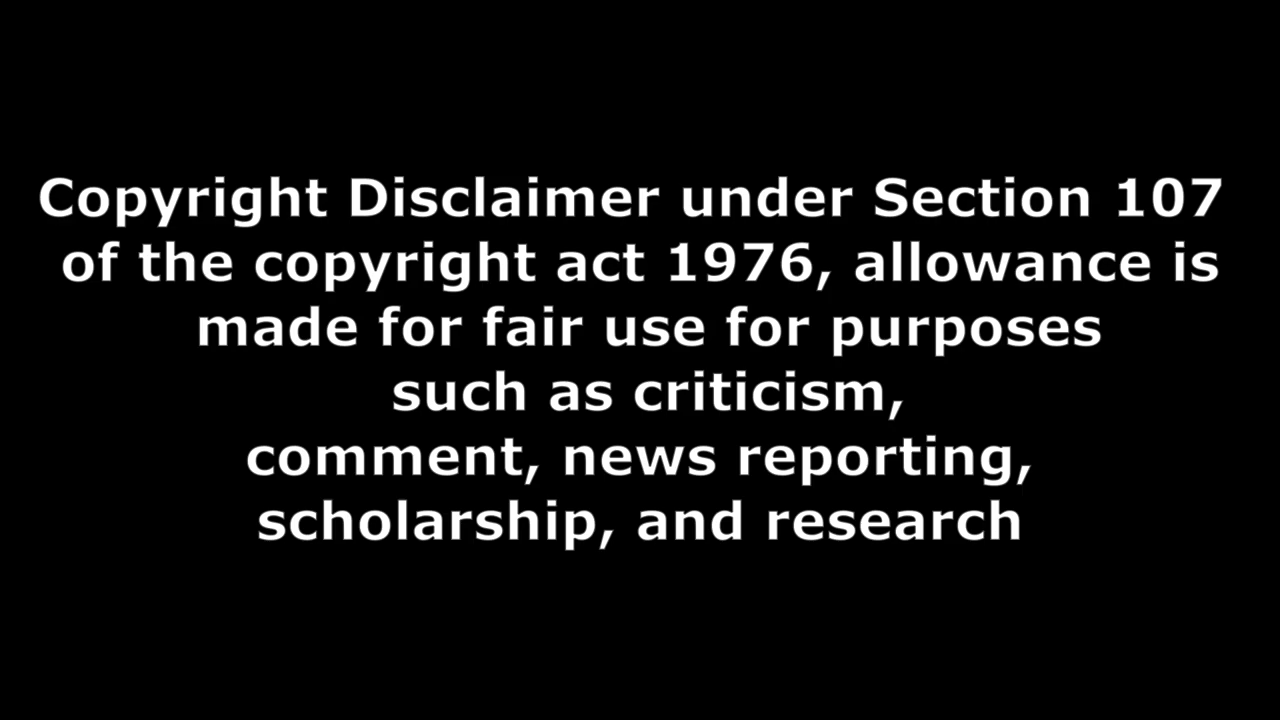 Copyright Disclaimer under Section 107
of the copyright act 1976, allowance is
made for fair use for purposes
such as criticism,
comment, news reporting,
scholarship, and research